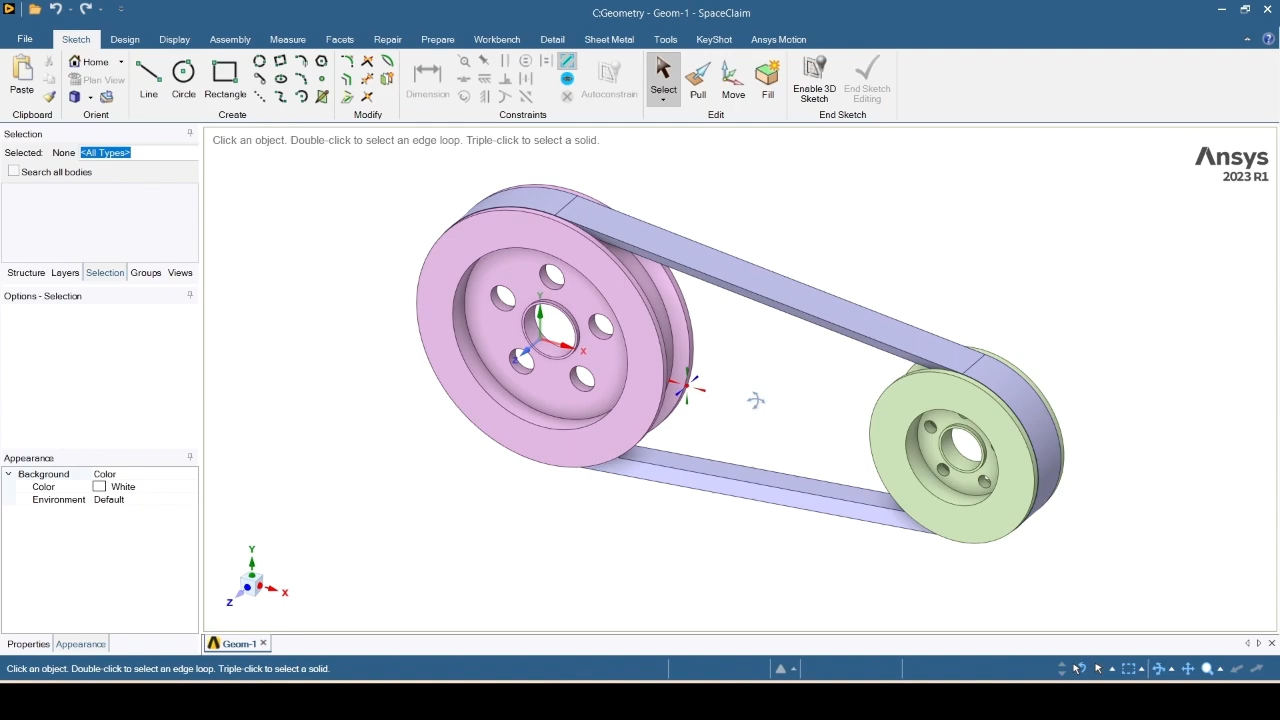 C:Geometry - Geom-1 - SpaceClaim
File Sketch Design Display Assembly Measure Facets Repair Prepare Workbench Detail Sheet Metal Tools KeyShot Ansys Motion
Home
Plan View
Paste Line Circle Rectangle Dimension Autoconstrain Select Pull Move Fill Enable 3D Sketch End Sketch Editing
Clipboard Orient Create Modify Constraints Edit End Sketch
Selection
Selected: None <All Types>
Search all bodies
Structure Layers Selection Groups Views
Options - Selection
Appearance
Background Color
Color White
Environment Default
Properties Appearance
Click an object. Double-click to select an edge loop. Triple-click to select a solid.
Ansys
2023 R1
Y
X
Z
Y
X
Z
Geom-1
Click an object. Double-click to select an edge loop. Triple-click to select a solid.